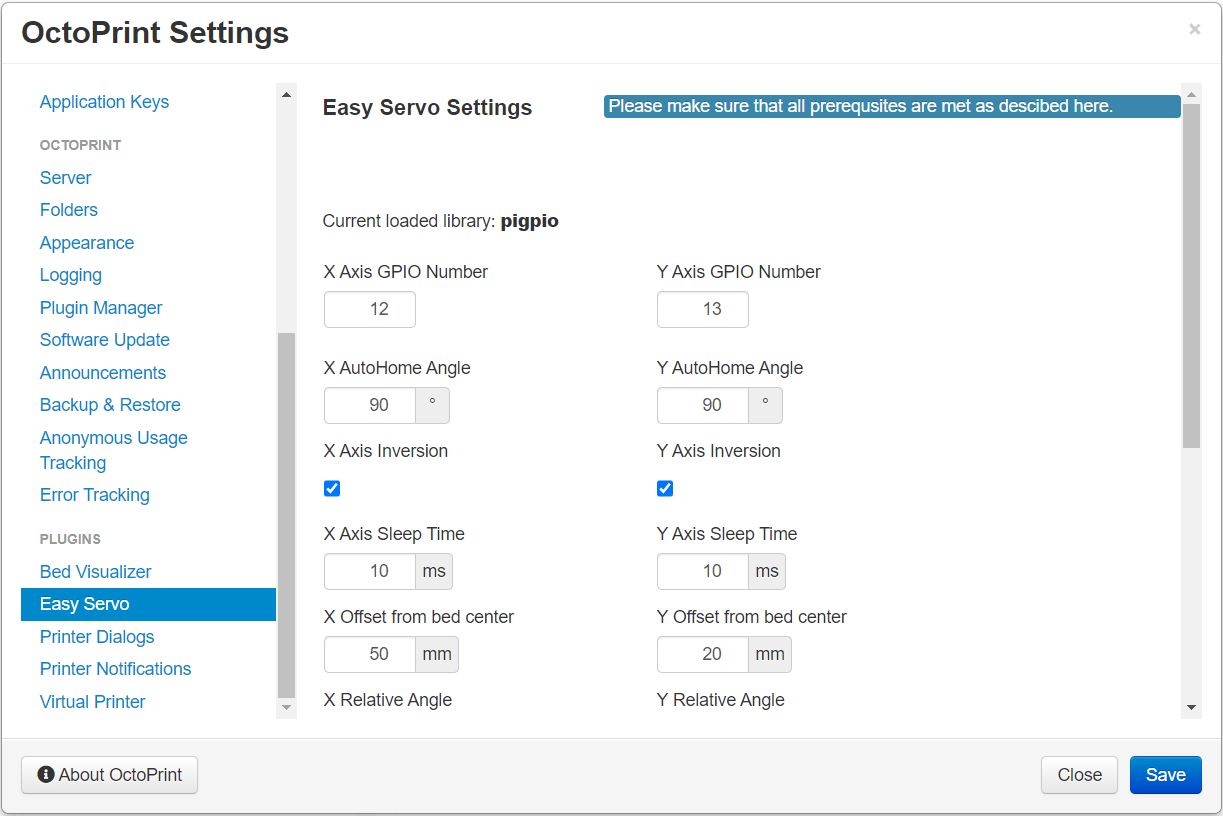 OctoPrint Settings
×
Application Keys
OCTOPRINT
Server
Folders
Appearance
Logging
Plugin Manager
Software Update
Announcements
Backup & Restore
Anonymous Usage
Tracking
Error Tracking
PLUGINS
Bed Visualizer
Easy Servo
Printer Dialogs
Printer Notifications
Virtual Printer
Easy Servo Settings
Please make sure that all prerequsites are met as descibed here.
Current loaded library: pigpio
X Axis GPIO Number Y Axis GPIO Number
12 13
X AutoHome Angle Y AutoHome Angle
90 ° 90 °
X Axis Inversion Y Axis Inversion
X Axis Sleep Time Y Axis Sleep Time
10 ms 10 ms
X Offset from bed center Y Offset from bed center
50 mm 20 mm
X Relative Angle Y Relative Angle
About OctoPrint
Close Save